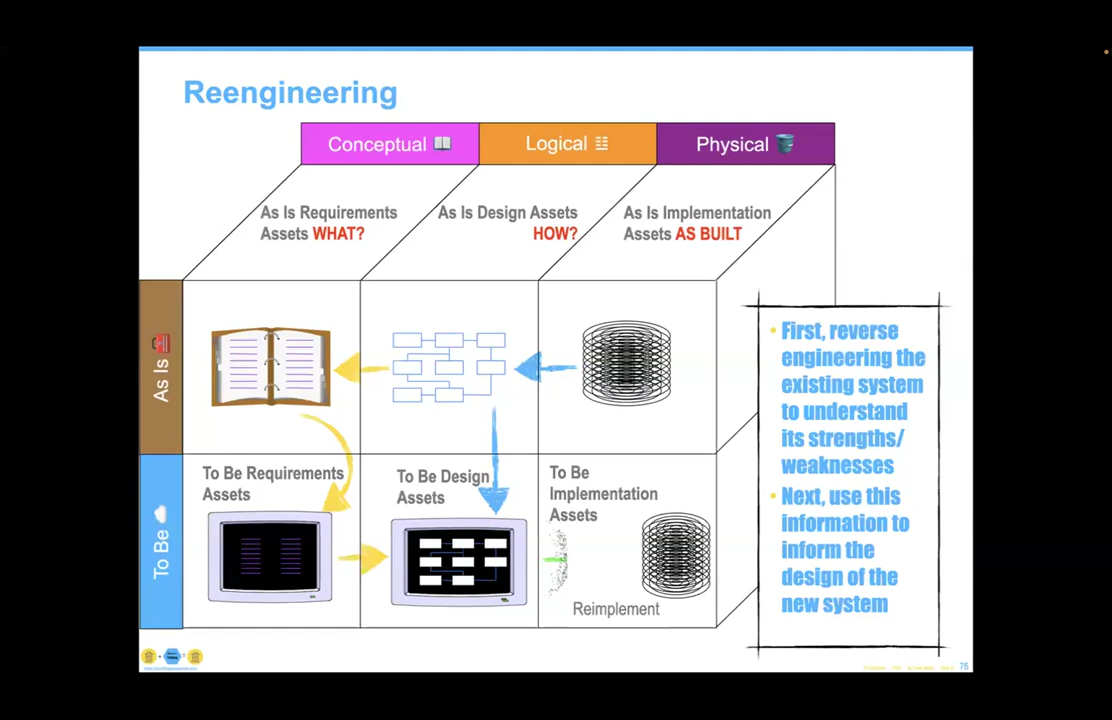 Reengineering
Conceptual
Logical
Physical
As Is Requirements
Assets WHAT?
As Is Design Assets
HOW?
As Is Implementation
Assets AS BUILT
As Is
First, reverse
engineering the
existing system
to understand
its strengths/
weaknesses
Next, use this
information to
inform the
design of the
new system
To Be
To Be Requirements
Assets
To Be Design
Assets
To Be
Implementation
Assets
Reimplement
76